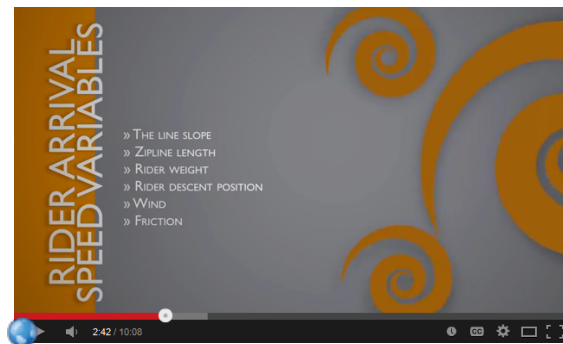 RIDER ARRIVAL
SPEED VARIABLES
» THE LINE SLOPE
» ZIPLINE LENGTH
» RIDER WEIGHT
» RIDER DESCENT POSITION
» WIND
» FRICTION
2:42 / 10:08
CC